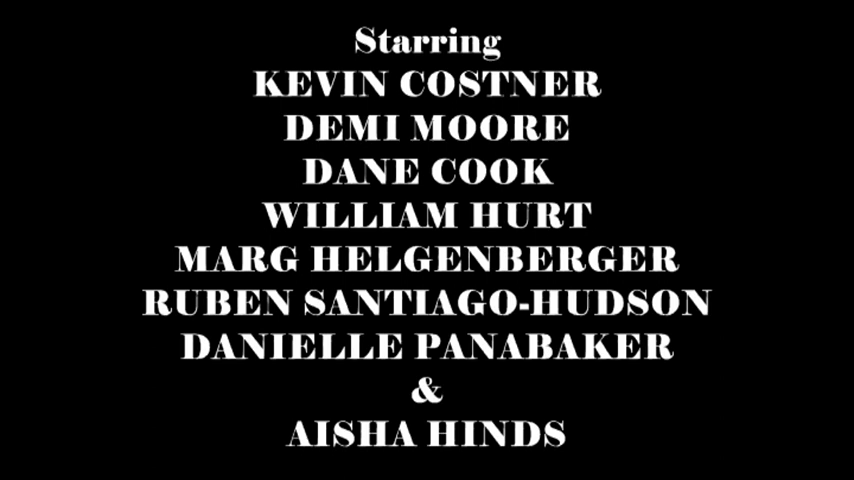 Starring
KEVIN COSTNER
DEMI MOORE
DANE COOK
WILLIAM HURT
MARG HELGENBERGER
RUBEN SANTIAGO-HUDSON
DANIELLE PANABAKER
&
AISHA HINDS